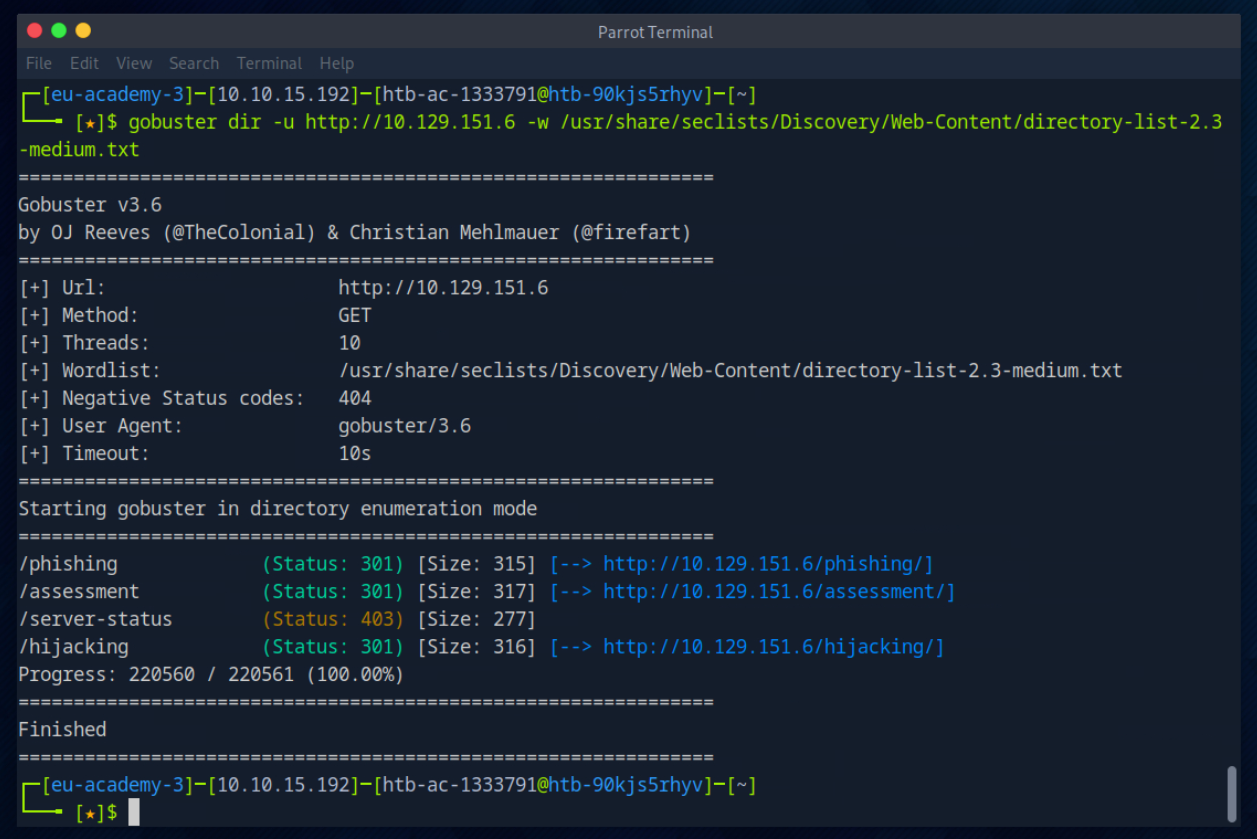 Parrot Terminal
File Edit View Search Terminal Help
┌─[eu-academy-3]─[10.10.15.192]─[htb-ac-1333791@htb-90kjs5rhyv]─[~]
└──╼ [★]$ gobuster dir -u http://10.129.151.6 -w /usr/share/seclists/Discovery/Web-Content/directory-list-2.3
-medium.txt
===============================================================
Gobuster v3.6
by OJ Reeves (@TheColonial) & Christian Mehlmauer (@firefart)
===============================================================
[+] Url:                     http://10.129.151.6
[+] Method:                  GET
[+] Threads:                 10
[+] Wordlist:                /usr/share/seclists/Discovery/Web-Content/directory-list-2.3-medium.txt
[+] Negative Status codes:   404
[+] User Agent:              gobuster/3.6
[+] Timeout:                 10s
===============================================================
Starting gobuster in directory enumeration mode
===============================================================
/phishing             (Status: 301) [Size: 315] [--> http://10.129.151.6/phishing/]
/assessment           (Status: 301) [Size: 317] [--> http://10.129.151.6/assessment/]
/server-status        (Status: 403) [Size: 277]
/hijacking            (Status: 301) [Size: 316] [--> http://10.129.151.6/hijacking/]
Progress: 220560 / 220561 (100.00%)
===============================================================
Finished
===============================================================
┌─[eu-academy-3]─[10.10.15.192]─[htb-ac-1333791@htb-90kjs5rhyv]─[~]
└──╼ [★]$